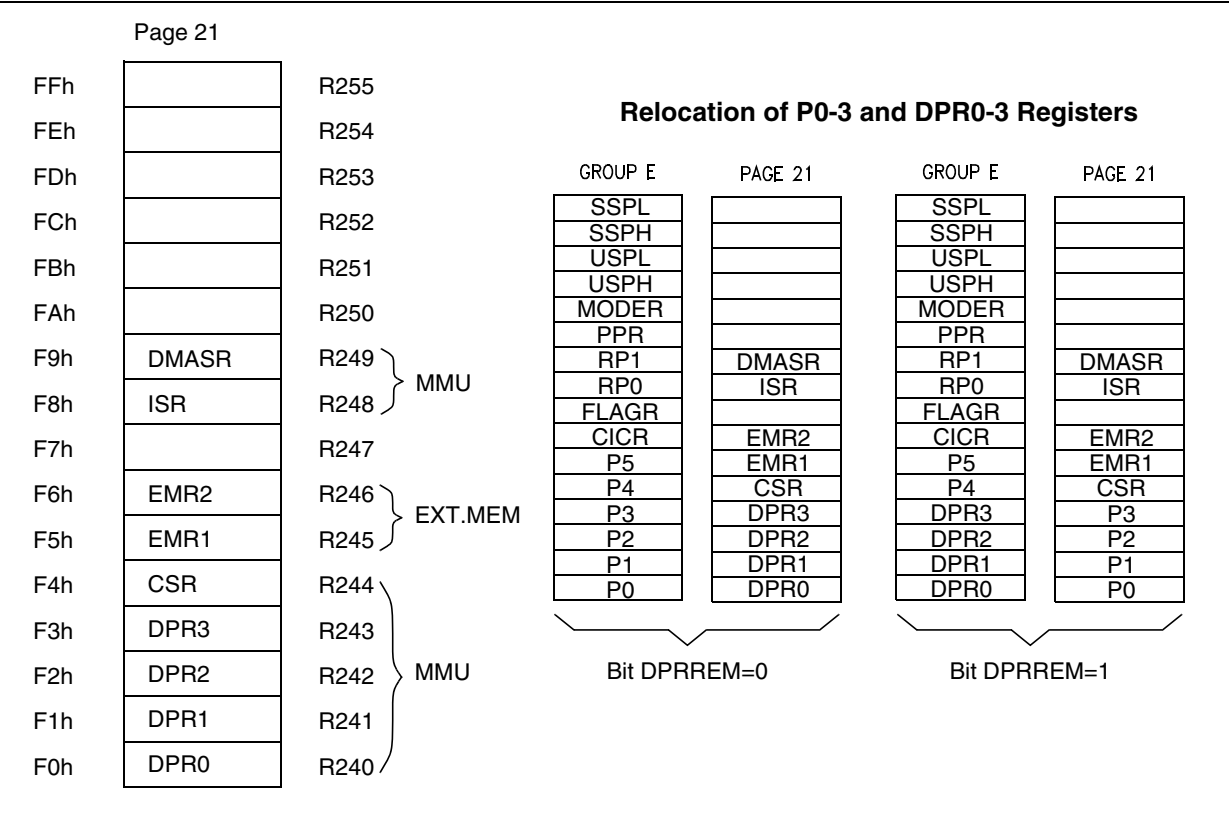 Page 21
FFh R255
FEh R254
FDh R253
FCh R252
FBh R251
FAh R250
F9h DMASR R249
F8h ISR R248
MMU
F7h R247
F6h EMR2 R246
F5h EMR1 R245
EXT.MEM
F4h CSR R244
F3h DPR3 R243
F2h DPR2 R242
F1h DPR1 R241
F0h DPR0 R240
MMU
Relocation of P0-3 and DPR0-3 Registers
GROUP E PAGE 21 GROUP E PAGE 21
SSPL SSPL
SSPH SSPH
USPL USPL
USPH USPH
MODER MODER
PPR PPR
RP1 DMASR RP1 DMASR
RP0 ISR RP0 ISR
FLAGR FLAGR
CICR EMR2 CICR EMR2
P5 EMR1 P5 EMR1
P4 CSR P4 CSR
P3 DPR3 DPR3 P3
P2 DPR2 DPR2 P2
P1 DPR1 DPR1 P1
P0 DPR0 DPR0 P0
Bit DPRREM=0 Bit DPRREM=1